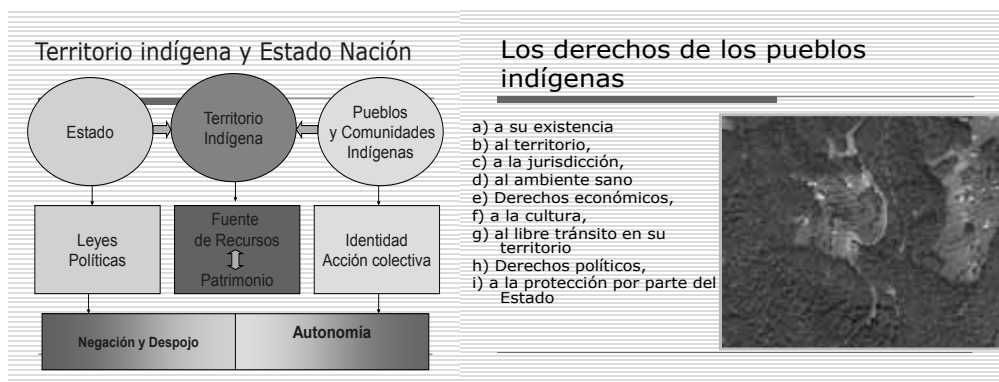 Territorio indígena y Estado Nación
Estado
Territorio
Indígena
Pueblos
y Comunidades
Indígenas
Leyes
Políticas
Fuente
de Recursos
Patrimonio
Identidad
Acción colectiva
Negación y Despojo
Autonomía
Los derechos de los pueblos
indígenas
a) a su existencia
b) al territorio,
c) a la jurisdicción,
d) al ambiente sano
e) Derechos económicos,
f) a la cultura,
g) al libre tránsito en su
territorio
h) Derechos políticos,
i) a la protección por parte del
Estado